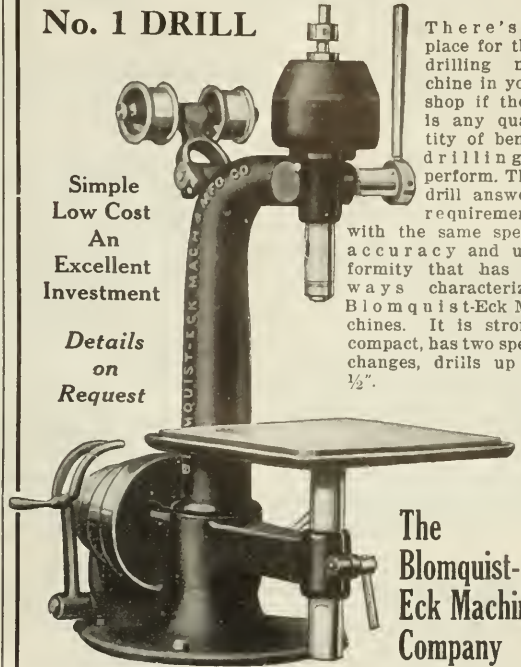 No. 1 DRILL
Simple
Low Cost
An
Excellent
Investment
Details
on
Request
MQUIST-ECK MACH & MFG CO
There's
place for th
drilling m
chine in yo
shop if the
is any qua
tity of ben
drilling
perform. Th
drill answe
requiremen
with the same spe
accuracy and u
formity that has
ways characteriz
Blomquist-Eck M
chines. It is stro
compact, has two spe
changes, drills up
½".
The
Blomquist-
Eck Machin
Company